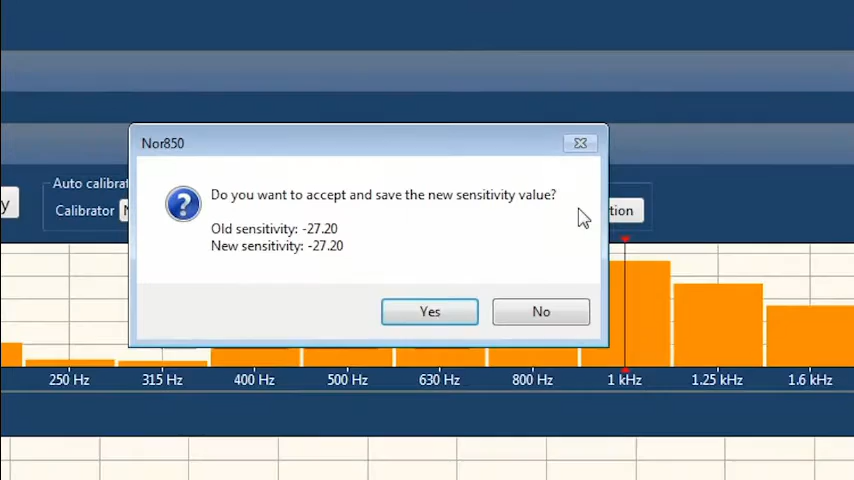 Nor850
Auto calibrat
Do you want to accept and save the new sensitivity value?
y
Calibrator N
tion
Old sensitivity: -27.20
New sensitivity: -27.20
Yes No
250 Hz 315 Hz 400 Hz 500 Hz 630 Hz 800 Hz 1 kHz 1.25 kHz 1.6 kHz